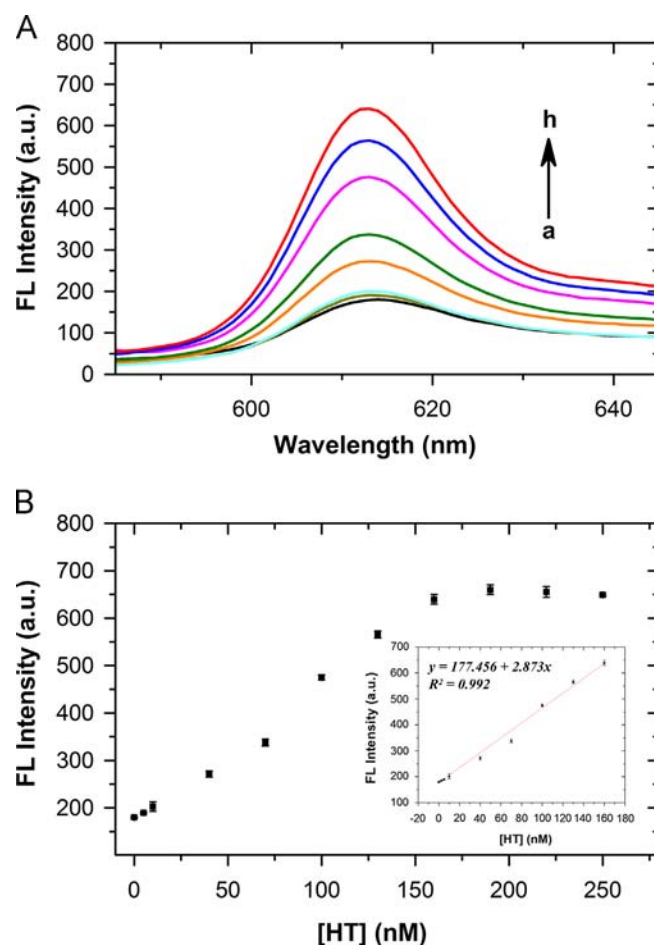 A
800
700
600
500
400
300
200
100
0
FL Intensity (a.u.)
h
a
600
620
640
Wavelength (nm)
B
800
700
600
500
400
300
200
FL Intensity (a.u.)
0
50
100
150
200
250
[HT] (nM)
700
600
500
400
300
200
100
FL Intensity (a.u.)
y = 177.456 + 2.873x
R² = 0.992
-20 0 20 40 60 80 100 120 140 160 180
[HT] (nM)